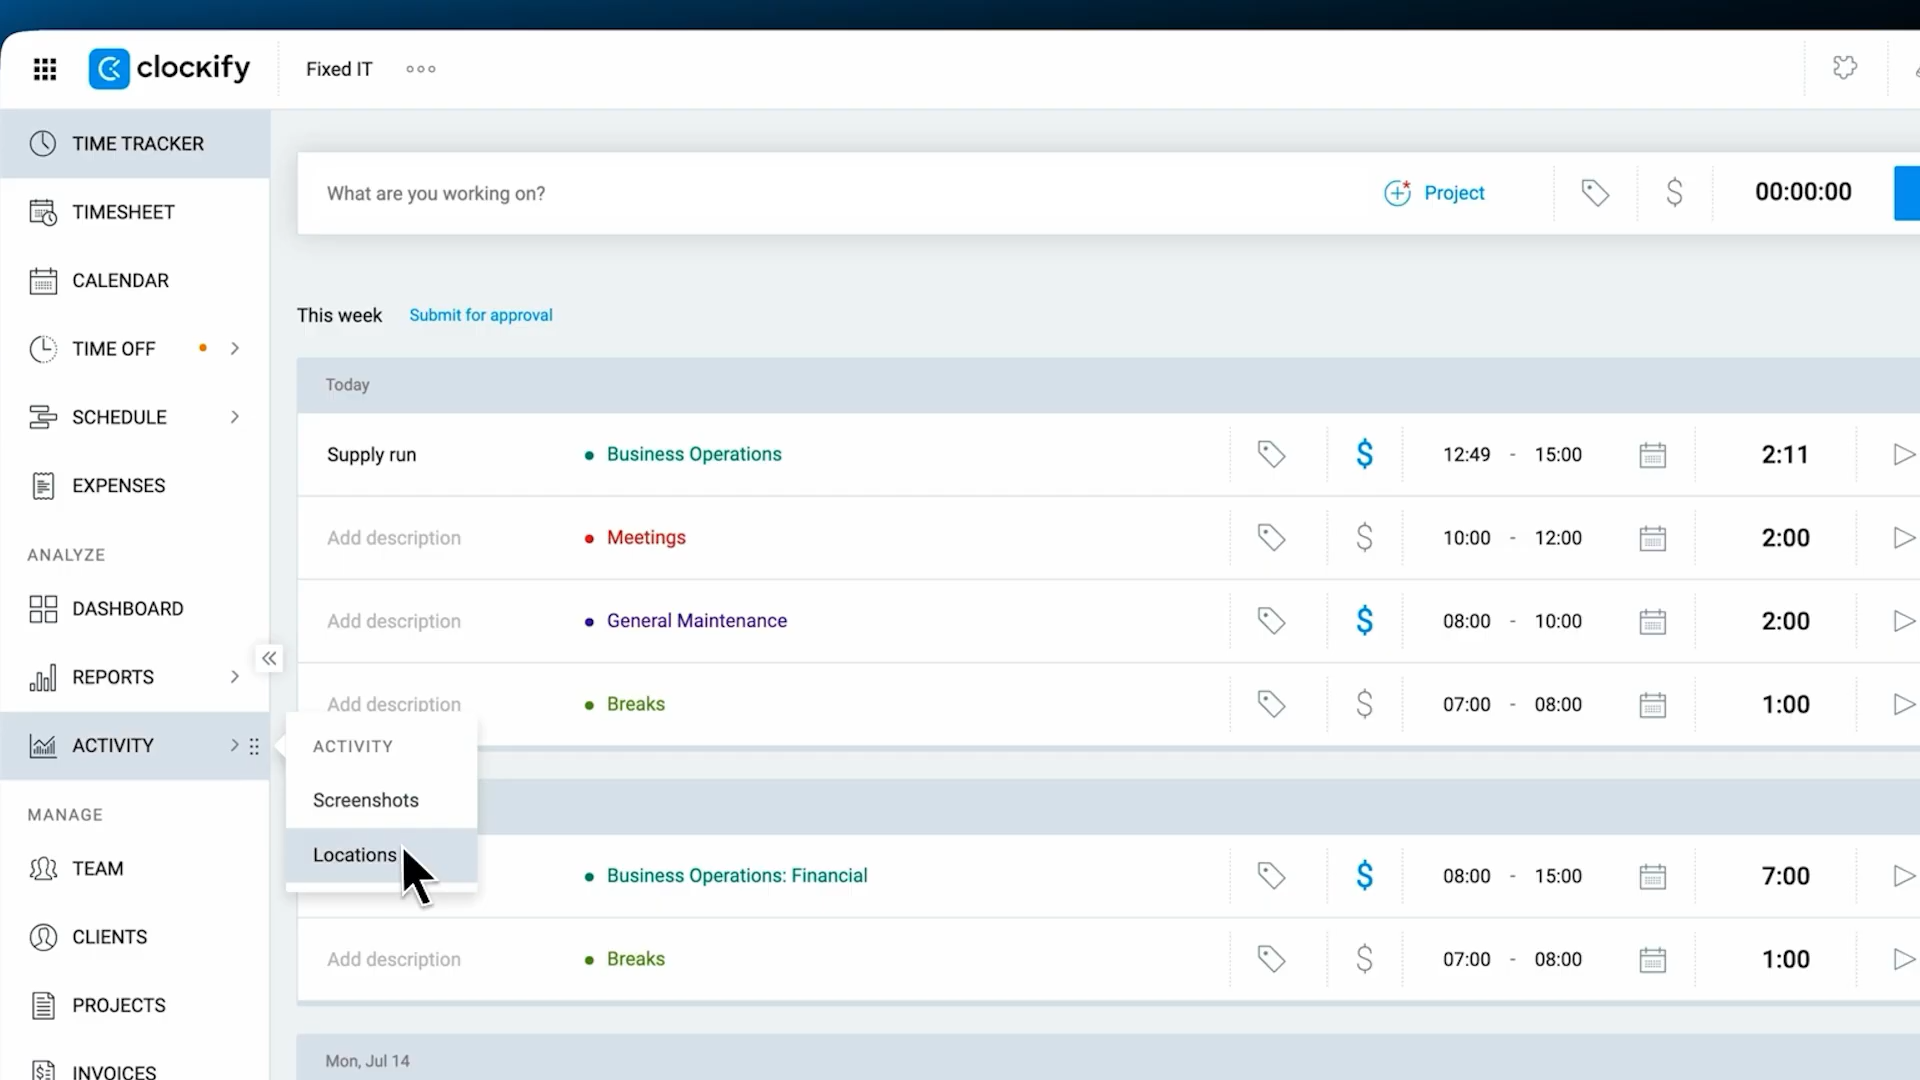 clockify
Fixed IT
TIME TRACKER
TIMESHEET
CALENDAR
TIME OFF
SCHEDULE
EXPENSES
ANALYZE
DASHBOARD
REPORTS
ACTIVITY
MANAGE
TEAM
CLIENTS
PROJECTS
INVOICES
ACTIVITY
Screenshots
Locations
What are you working on? Project 00:00:00
This week Submit for approval
Today
Supply run Business Operations $ 12:49 - 15:00 2:11
Add description Meetings $ 10:00 - 12:00 2:00
Add description General Maintenance $ 08:00 - 10:00 2:00
Add description Breaks $ 07:00 - 08:00 1:00
Business Operations: Financial $ 08:00 - 15:00 7:00
Add description Breaks $ 07:00 - 08:00 1:00
Mon, Jul 14